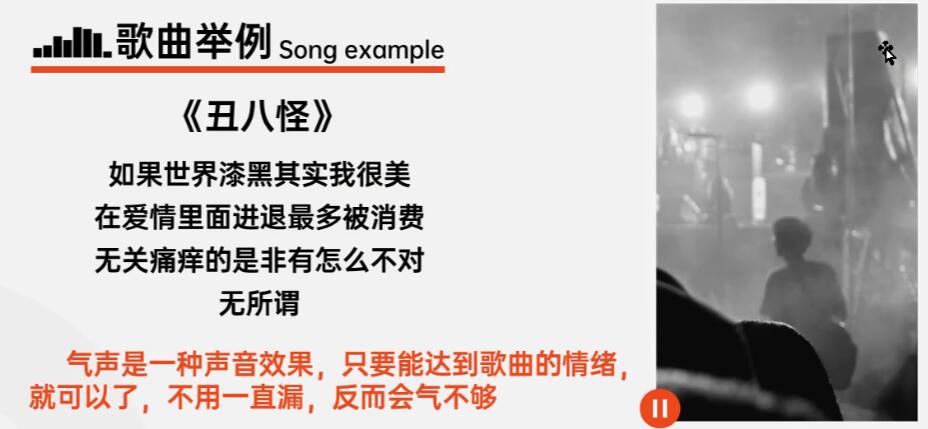 歌曲举例 Song example
《丑八怪》
如果世界漆黑其实我很美
在爱情里面进退最多被消费
无关痛痒的是非有怎么不对
无所谓
气声是一种声音效果，只要能达到歌曲的情绪，
就可以了，不用一直漏，反而会气不够